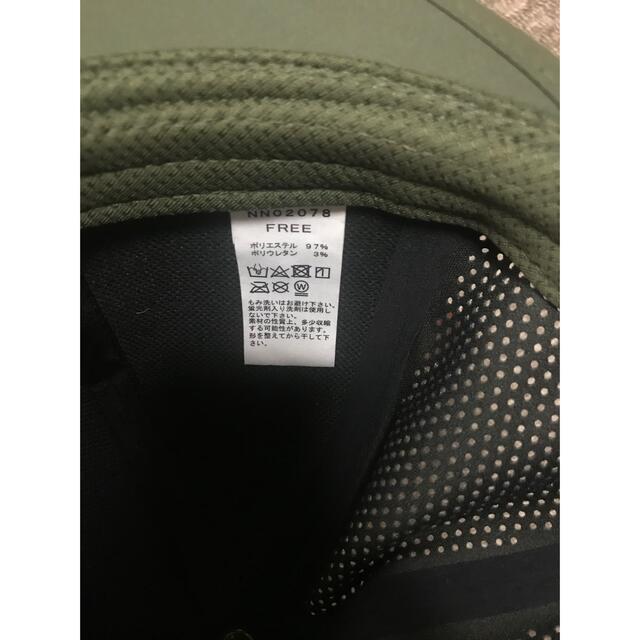 NN02078
FREE
ポリエステル 97%
ポリウレタン 3%
W
もみ洗いはお避け下さい。
蛍光剤入り洗剤は使用し
ないで下さい。
素材の性質上、多少収縮
する可能性があります。
形を整えてから干して下
さい。